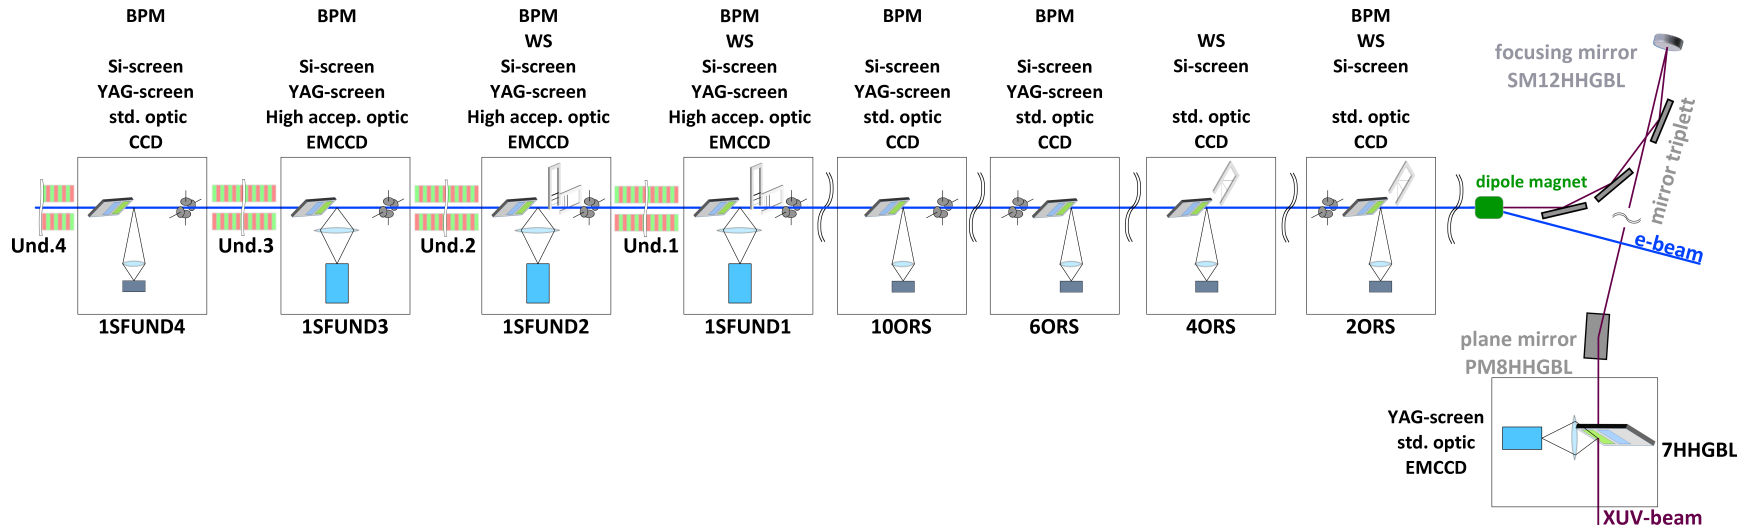 BPM
Si-screen
YAG-screen
std. optic
CCD
Und.4
1SFUND4
BPM
Si-screen
YAG-screen
High accep. optic
EMCCD
Und.3
1SFUND3
BPM
WS
Si-screen
YAG-screen
High accep. optic
EMCCD
Und.2
1SFUND2
BPM
WS
Si-screen
YAG-screen
High accep. optic
EMCCD
Und.1
1SFUND1
BPM
Si-screen
YAG-screen
std. optic
CCD
10ORS
BPM
Si-screen
YAG-screen
std. optic
CCD
6ORS
WS
Si-screen
std. optic
CCD
4ORS
BPM
WS
Si-screen
std. optic
CCD
2ORS
dipole magnet
focusing mirror
SM12HHGBL
mirror triplett
e-beam
plane mirror
PM8HHGBL
YAG-screen
std. optic
EMCCD
7HHGBL
XUV-beam